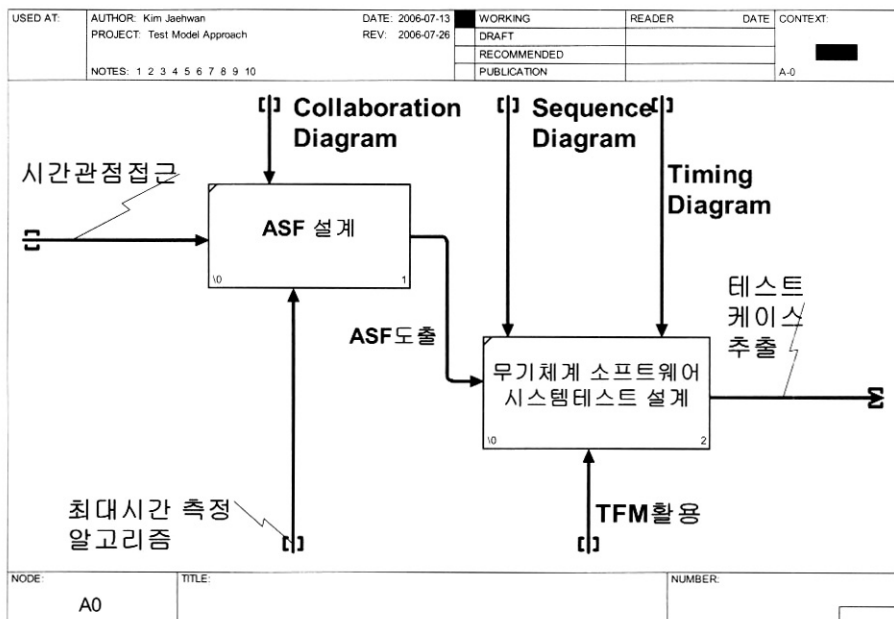 USED AT:
AUTHOR: Kim Jaehwan
DATE: 2006-07-13
WORKING
READER
DATE
CONTEXT:
PROJECT: Test Model Approach
REV: 2006-07-26
DRAFT
RECOMMENDED
NOTES: 1 2 3 4 5 6 7 8 9 10
PUBLICATION
A-0
Collaboration
Diagram
Sequence
Diagram
시간관점접근
Timing
Diagram
ASF 설계
\0
1
테스트
케이스
추출
ASF도출
무기체계 소프트웨어
시스템테스트 설계
\0
2
최대시간 측정
알고리즘
TFM활용
NODE:
TITLE:
NUMBER:
A0